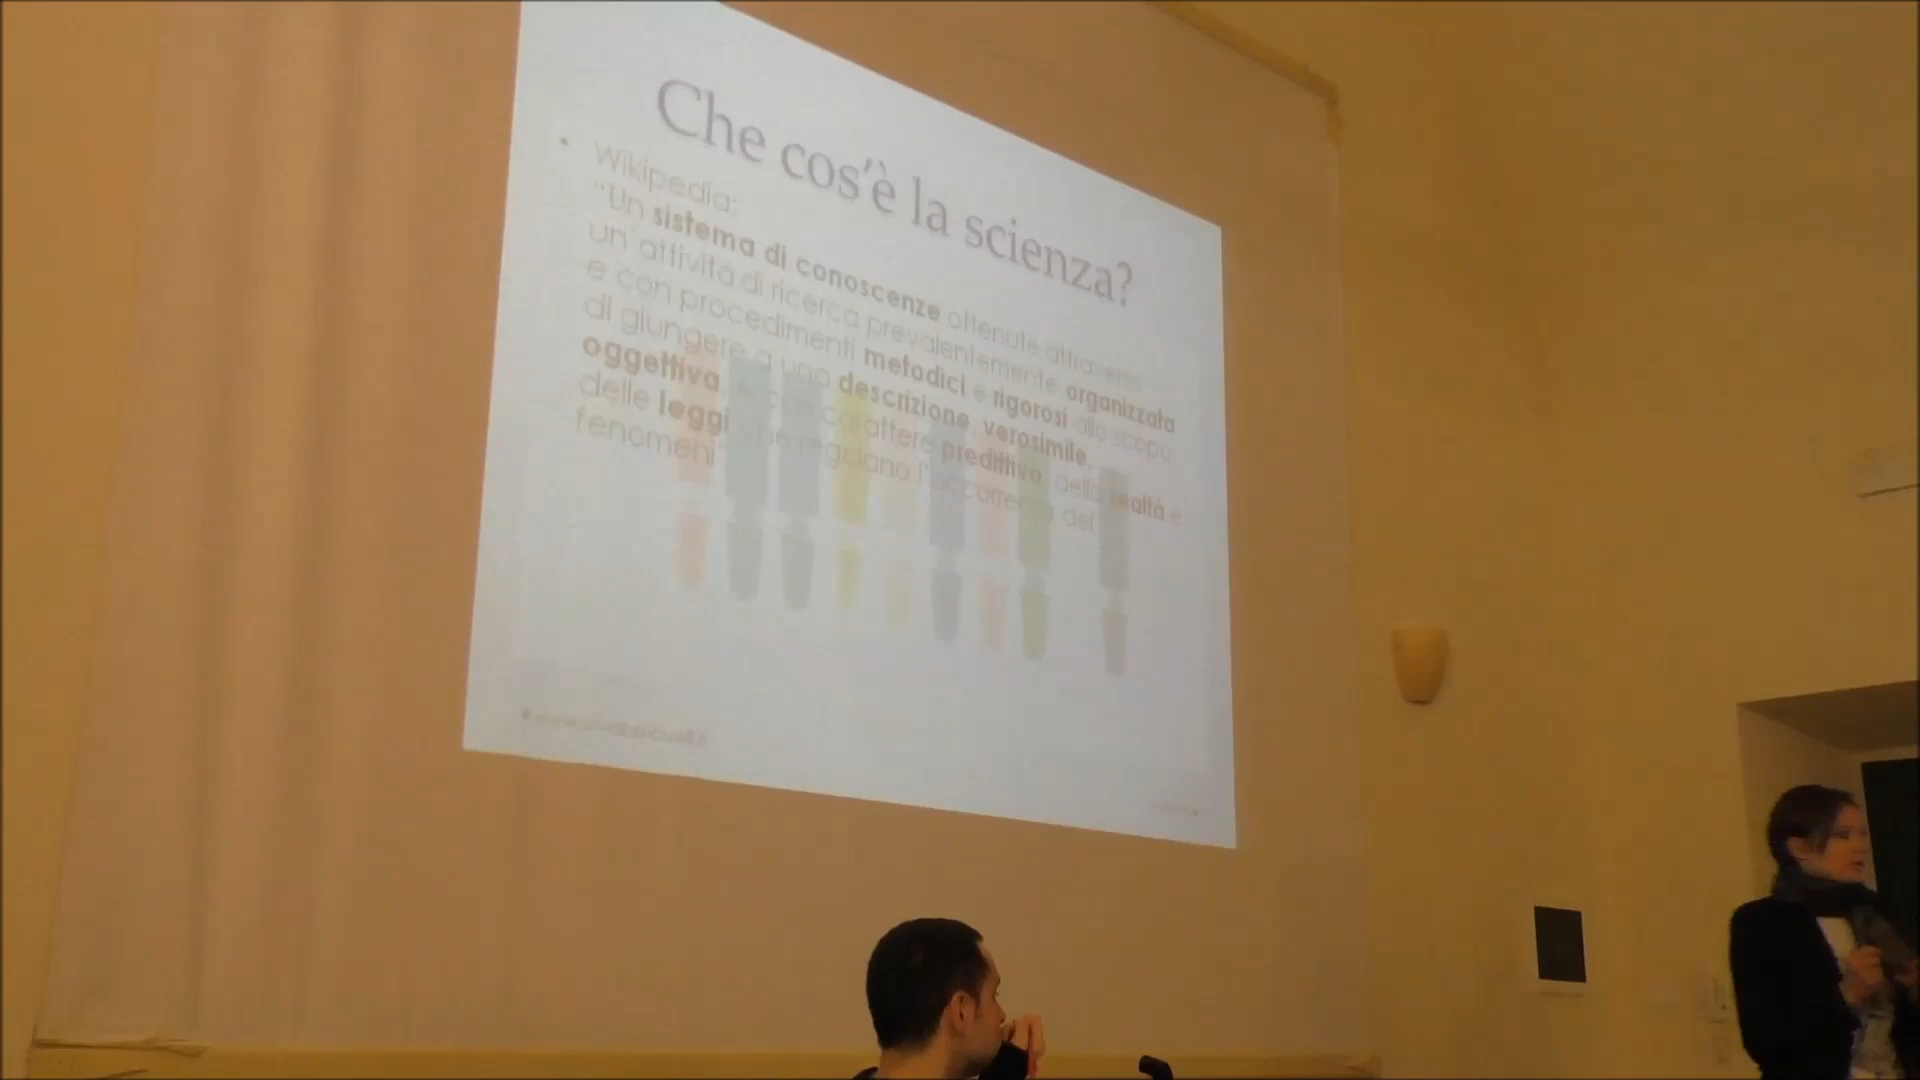 Che cos'è la scienza?
• Wikipedia:
"Un sistema di conoscenze ottenute attraverso
un'attività di ricerca prevalentemente organizzata
e con procedimenti metodici e rigorosi allo scopo
di giungere a una descrizione, verosimile,
oggettiva, e con carattere predittivo, della realtà e
delle leggi che regolano l'occorrenza dei
fenomeni"